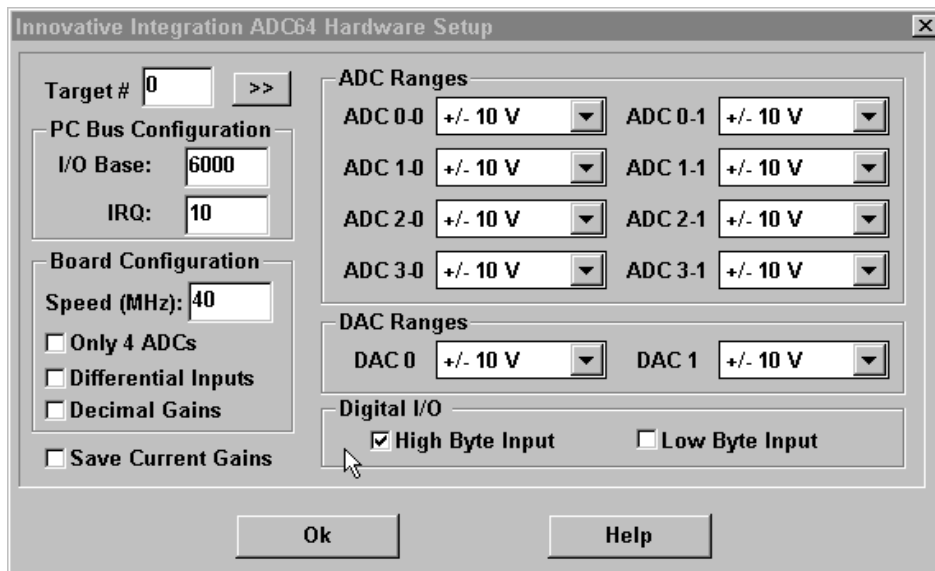 Innovative Integration ADC64 Hardware Setup
Target # 0 >>
PC Bus Configuration
I/O Base: 6000
IRQ: 10
Board Configuration
Speed (MHz): 40
Only 4 ADCs
Differential Inputs
Decimal Gains
Save Current Gains
ADC Ranges
ADC 0-0 +/- 10 V ADC 0-1 +/- 10 V
ADC 1-0 +/- 10 V ADC 1-1 +/- 10 V
ADC 2-0 +/- 10 V ADC 2-1 +/- 10 V
ADC 3-0 +/- 10 V ADC 3-1 +/- 10 V
DAC Ranges
DAC 0 +/- 10 V DAC 1 +/- 10 V
Digital I/O
High Byte Input Low Byte Input
Ok Help